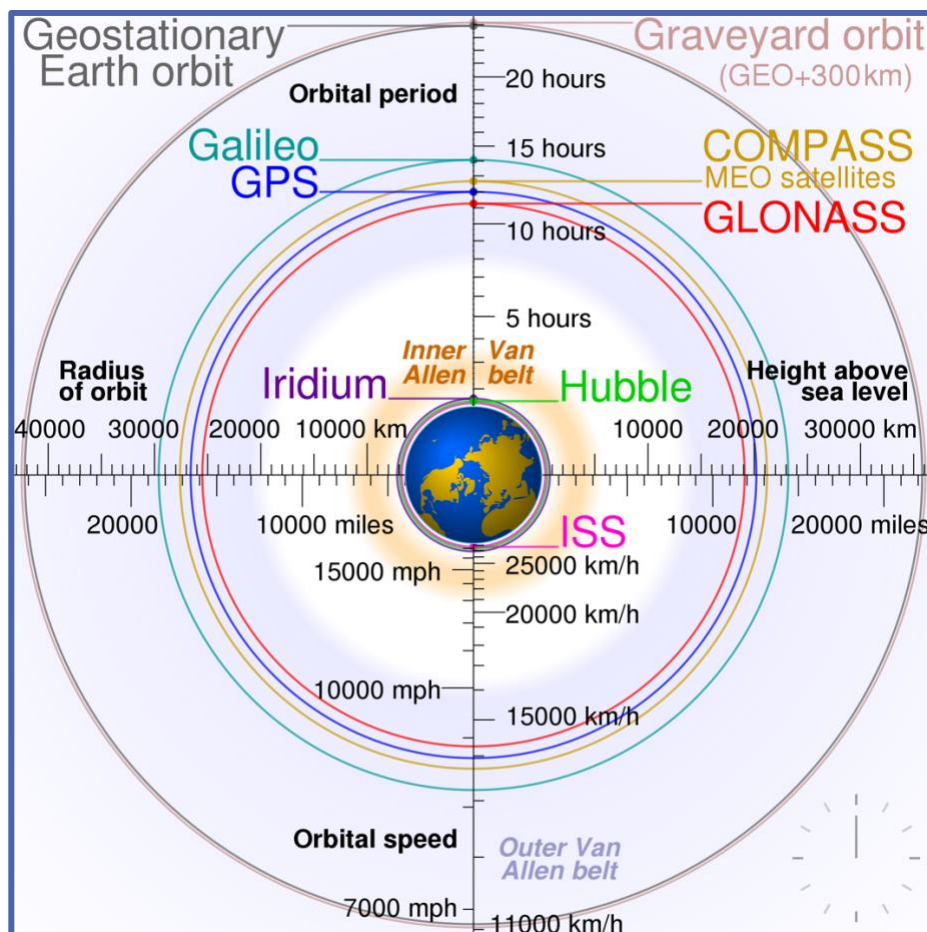 Geostationary
Earth orbit
Graveyard orbit
(GEO+300km)
Orbital period
20 hours
Galileo
15 hours
COMPASS
GPS
MEO satellites
GLONASS
10 hours
5 hours
Inner Van
Allen belt
Radius
of orbit
Iridium
Hubble
Height above
sea level
40000 30000 20000 10000 km 10000 20000 30000 km
20000 10000 miles 10000 20000 miles
ISS
15000 mph
25000 km/h
20000 km/h
10000 mph
15000 km/h
Orbital speed
Outer Van
Allen belt
7000 mph
11000 km/h